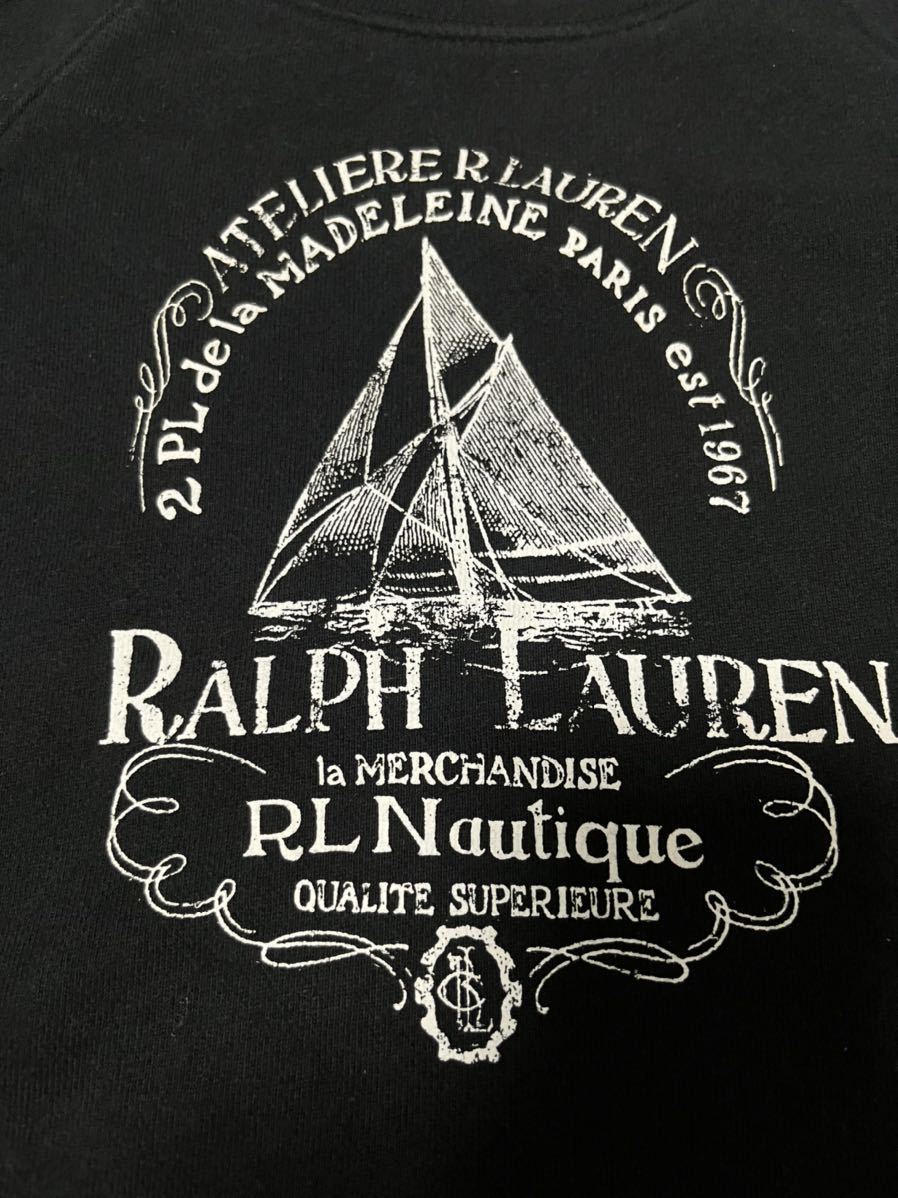 ATELIERE R LAUREN
2 PL de la MADELEINE PARIS est 1967
RALPH LAUREN
la MERCHANDISE
RL Nautique
QUALITE SUPERIEURE